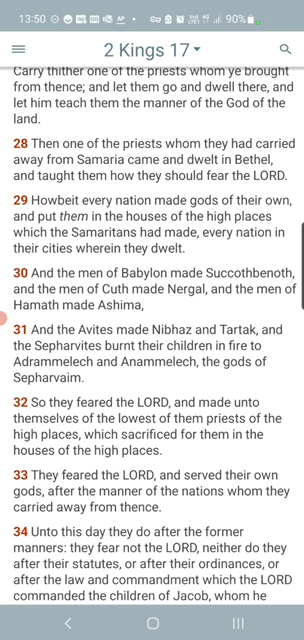 13:50
AP
Vo))
LTE1
4G
90%
2 Kings 17
Carry thither one of the priests whom ye brought
from thence; and let them go and dwell there, and
let him teach them the manner of the God of the
land.
28 Then one of the priests whom they had carried
away from Samaria came and dwelt in Bethel,
and taught them how they should fear the LORD.
29 Howbeit every nation made gods of their own,
and put them in the houses of the high places
which the Samaritans had made, every nation in
their cities wherein they dwelt.
30 And the men of Babylon made Succothbenoth,
and the men of Cuth made Nergal, and the men of
Hamath made Ashima,
31 And the Avites made Nibhaz and Tartak, and
the Sepharvites burnt their children in fire to
Adrammelech and Anammelech, the gods of
Sepharvaim.
32 So they feared the LORD, and made unto
themselves of the lowest of them priests of the
high places, which sacrificed for them in the
houses of the high places.
33 They feared the LORD, and served their own
gods, after the manner of the nations whom they
carried away from thence.
34 Unto this day they do after the former
manners: they fear not the LORD, neither do they
after their statutes, or after their ordinances, or
after the law and commandment which the LORD
commanded the children of Jacob, whom he